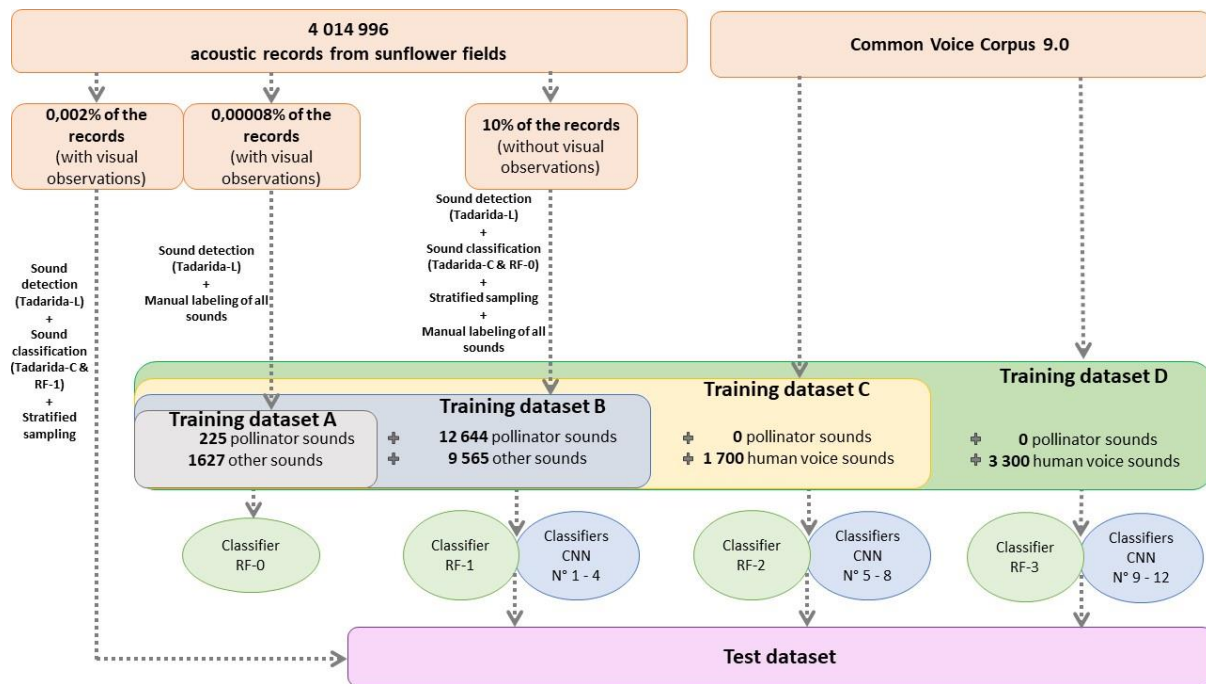 4 014 996
acoustic records from sunflower fields
Common Voice Corpus 9.0
0,002% of the
records
(with visual
observations)
0,00008% of the
records
(with visual
observations)
10% of the records
(without visual
observations)
Sound
detection
(Tadarida-L)
+
Sound
classification
(Tadarida-C &
RF-1)
+
Stratified
sampling
Sound detection
(Tadarida-L)
+
Manual labeling of all
sounds
Sound detection
(Tadarida-L)
+
Sound classification
(Tadarida-C & RF-0)
+
Stratified sampling
+
Manual labeling of all
sounds
Training dataset A
225 pollinator sounds
1627 other sounds
Training dataset B
+ 12 644 pollinator sounds
+ 9 565 other sounds
Training dataset C
+ 0 pollinator sounds
+ 1 700 human voice sounds
Training dataset D
+ 0 pollinator sounds
+ 3 300 human voice sounds
Classifier
RF-0
Classifier
RF-1
Classifiers
CNN
N° 1 - 4
Classifier
RF-2
Classifiers
CNN
N° 5 - 8
Classifier
RF-3
Classifiers
CNN
N° 9 - 12
Test dataset